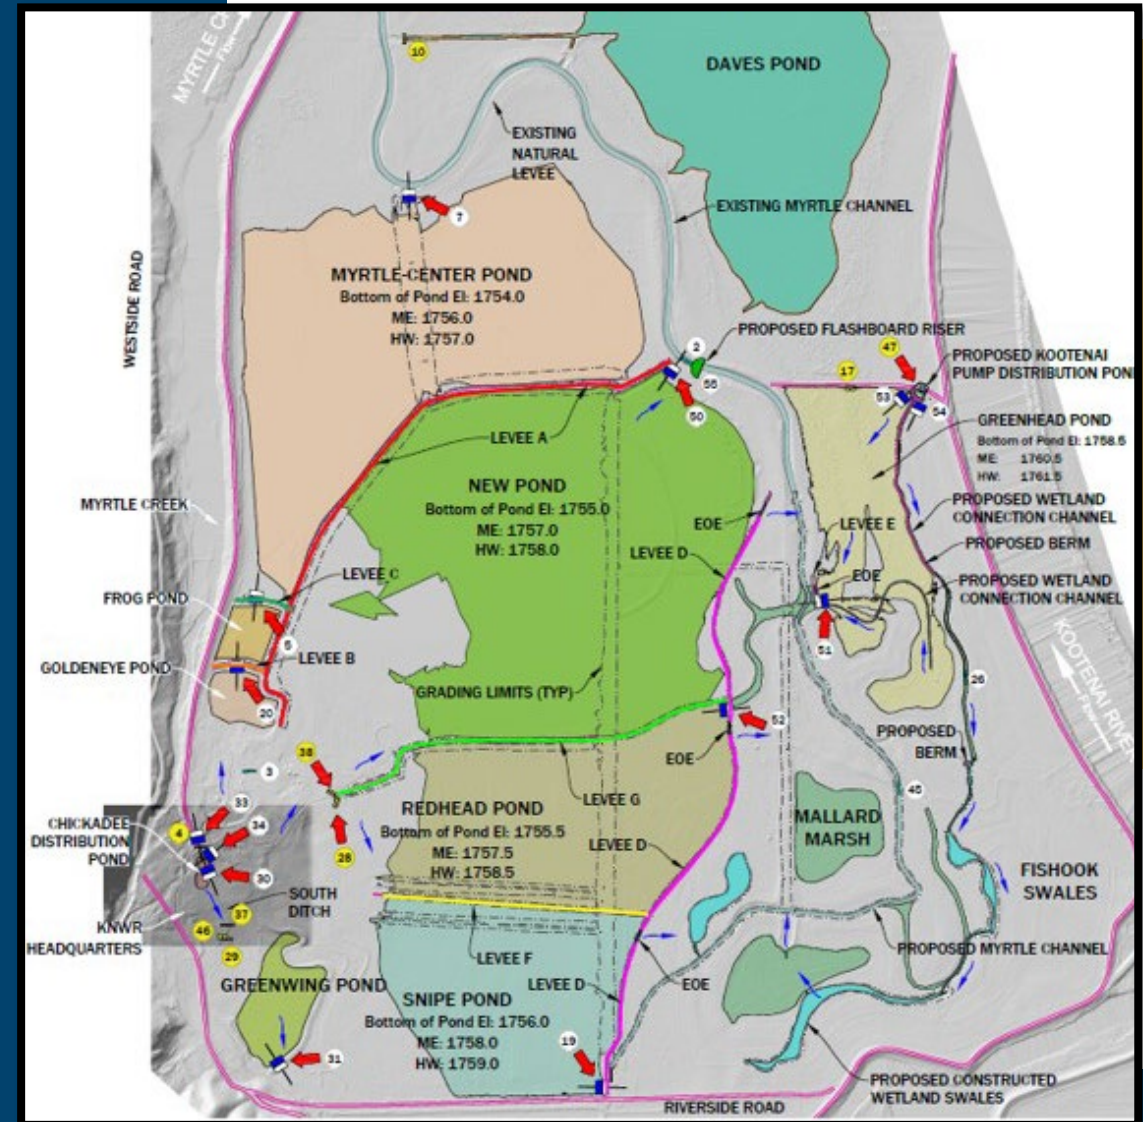 MYRTLE C
Flow
10
DAVES POND
EXISTING
NATURAL
LEVEE
EXISTING MYRTLE CHANNEL
7
WESTSIDE ROAD
MYRTLE-CENTER POND
Bottom of Pond El: 1754.0
ME: 1756.0
HW: 1757.0
PROPOSED FLASHBOARD RISER
2
55
50
47
17
53
54
PROPOSED KOOTENAI
PUMP DISTRIBUTION PON
GREENHEAD POND
Bottom of Pond El: 1758.5
ME: 1760.5
HW: 1761.5
LEVEE A
NEW POND
Bottom of Pond El: 1755.0
ME: 1757.0
HW: 1758.0
MYRTLE CREEK
EOE
LEVEE D
LEVEE E
EOE
PROPOSED WETLAND
CONNECTION CHANNEL
PROPOSED BERM
PROPOSED WETLAND
CONNECTION CHANNEL
LEVEE C
FROG POND
5
LEVEE B
GOLDENEYE POND
20
51
KOOTENAI RIVER
Flow
26
GRADING LIMITS (TYP)
52
PROPOSED
BERM
EOE
38
3
33
REDHEAD POND
Bottom of Pond El: 1755.5
ME: 1757.5
HW: 1758.5
LEVEE G
45
MALLARD
MARSH
CHICKADEE
DISTRIBUTION
POND
4
34
28
LEVEE D
30
FISHOOK
SWALES
SOUTH
DITCH
37
KNWR
HEADQUARTERS
46
29
LEVEE F
PROPOSED MYRTLE CHANNEL
GREENWING POND
SNIPE POND
Bottom of Pond El: 1756.0
ME: 1758.0
HW: 1759.0
LEVEE D
EOE
19
31
PROPOSED CONSTRUCTED
WETLAND SWALES
RIVERSIDE ROAD